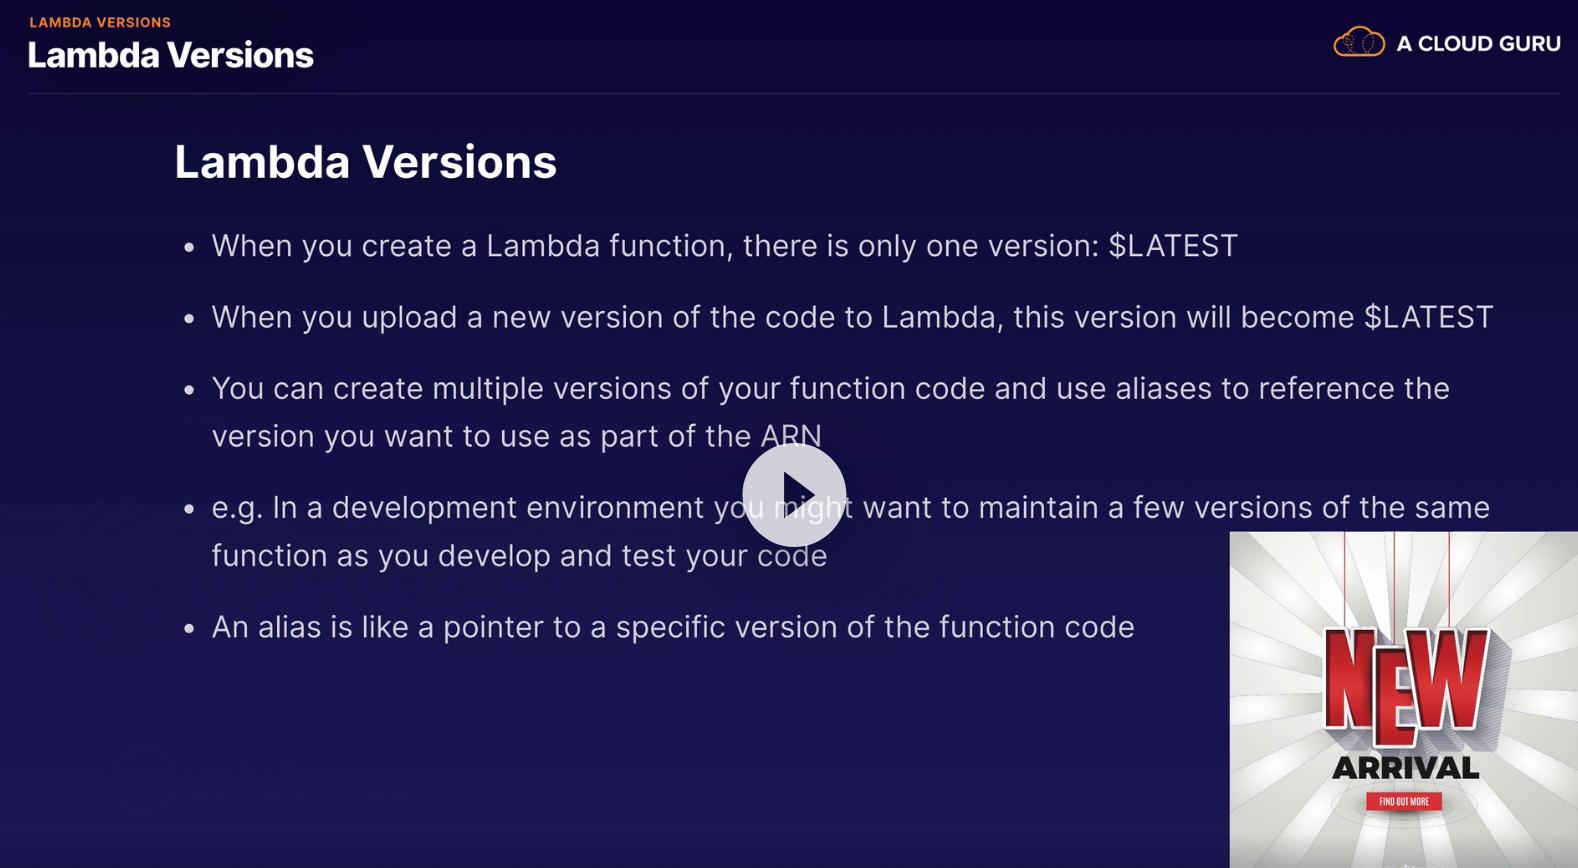 LAMBDA VERSIONS
Lambda Versions
A CLOUD GURU
Lambda Versions
• When you create a Lambda function, there is only one version: $LATEST
• When you upload a new version of the code to Lambda, this version will become $LATEST
• You can create multiple versions of your function code and use aliases to reference the
version you want to use as part of the ARN
• e.g. In a development environment you might want to maintain a few versions of the same
function as you develop and test your code
• An alias is like a pointer to a specific version of the function code
NEW
ARRIVAL
FIND OUT MORE